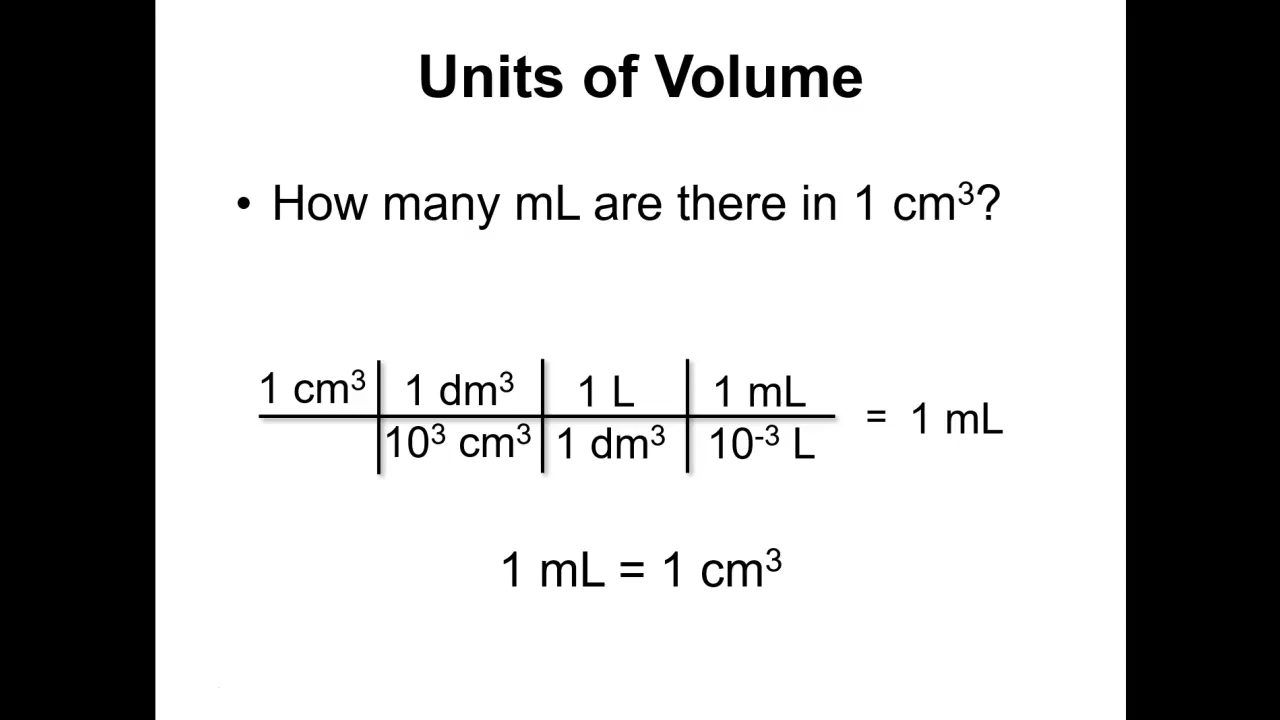 Units of Volume
• How many mL are there in 1 cm³?
1 cm³ | 1 dm³ | 1 L | 1 mL
10³ cm³ | 1 dm³ | 10⁻³ L
= 1 mL
1 mL = 1 cm³